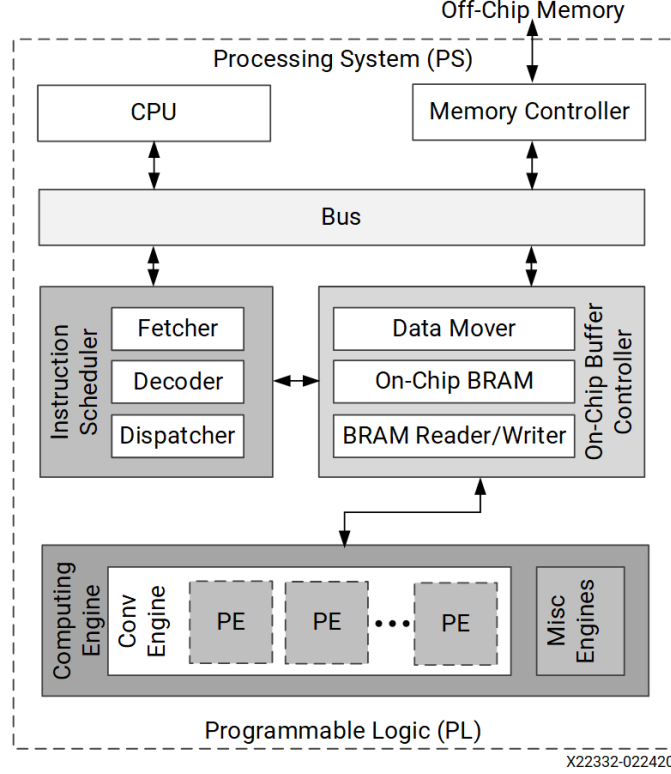 Off-Chip Memory
Processing System (PS)
CPU
Memory Controller
Bus
Instruction
Scheduler
Fetcher
Decoder
Dispatcher
Data Mover
On-Chip BRAM
BRAM Reader/Writer
On-Chip Buffer
Controller
Computing
Engine
Conv
Engine
PE
PE
PE
Misc
Engines
Programmable Logic (PL)
X22332-022420